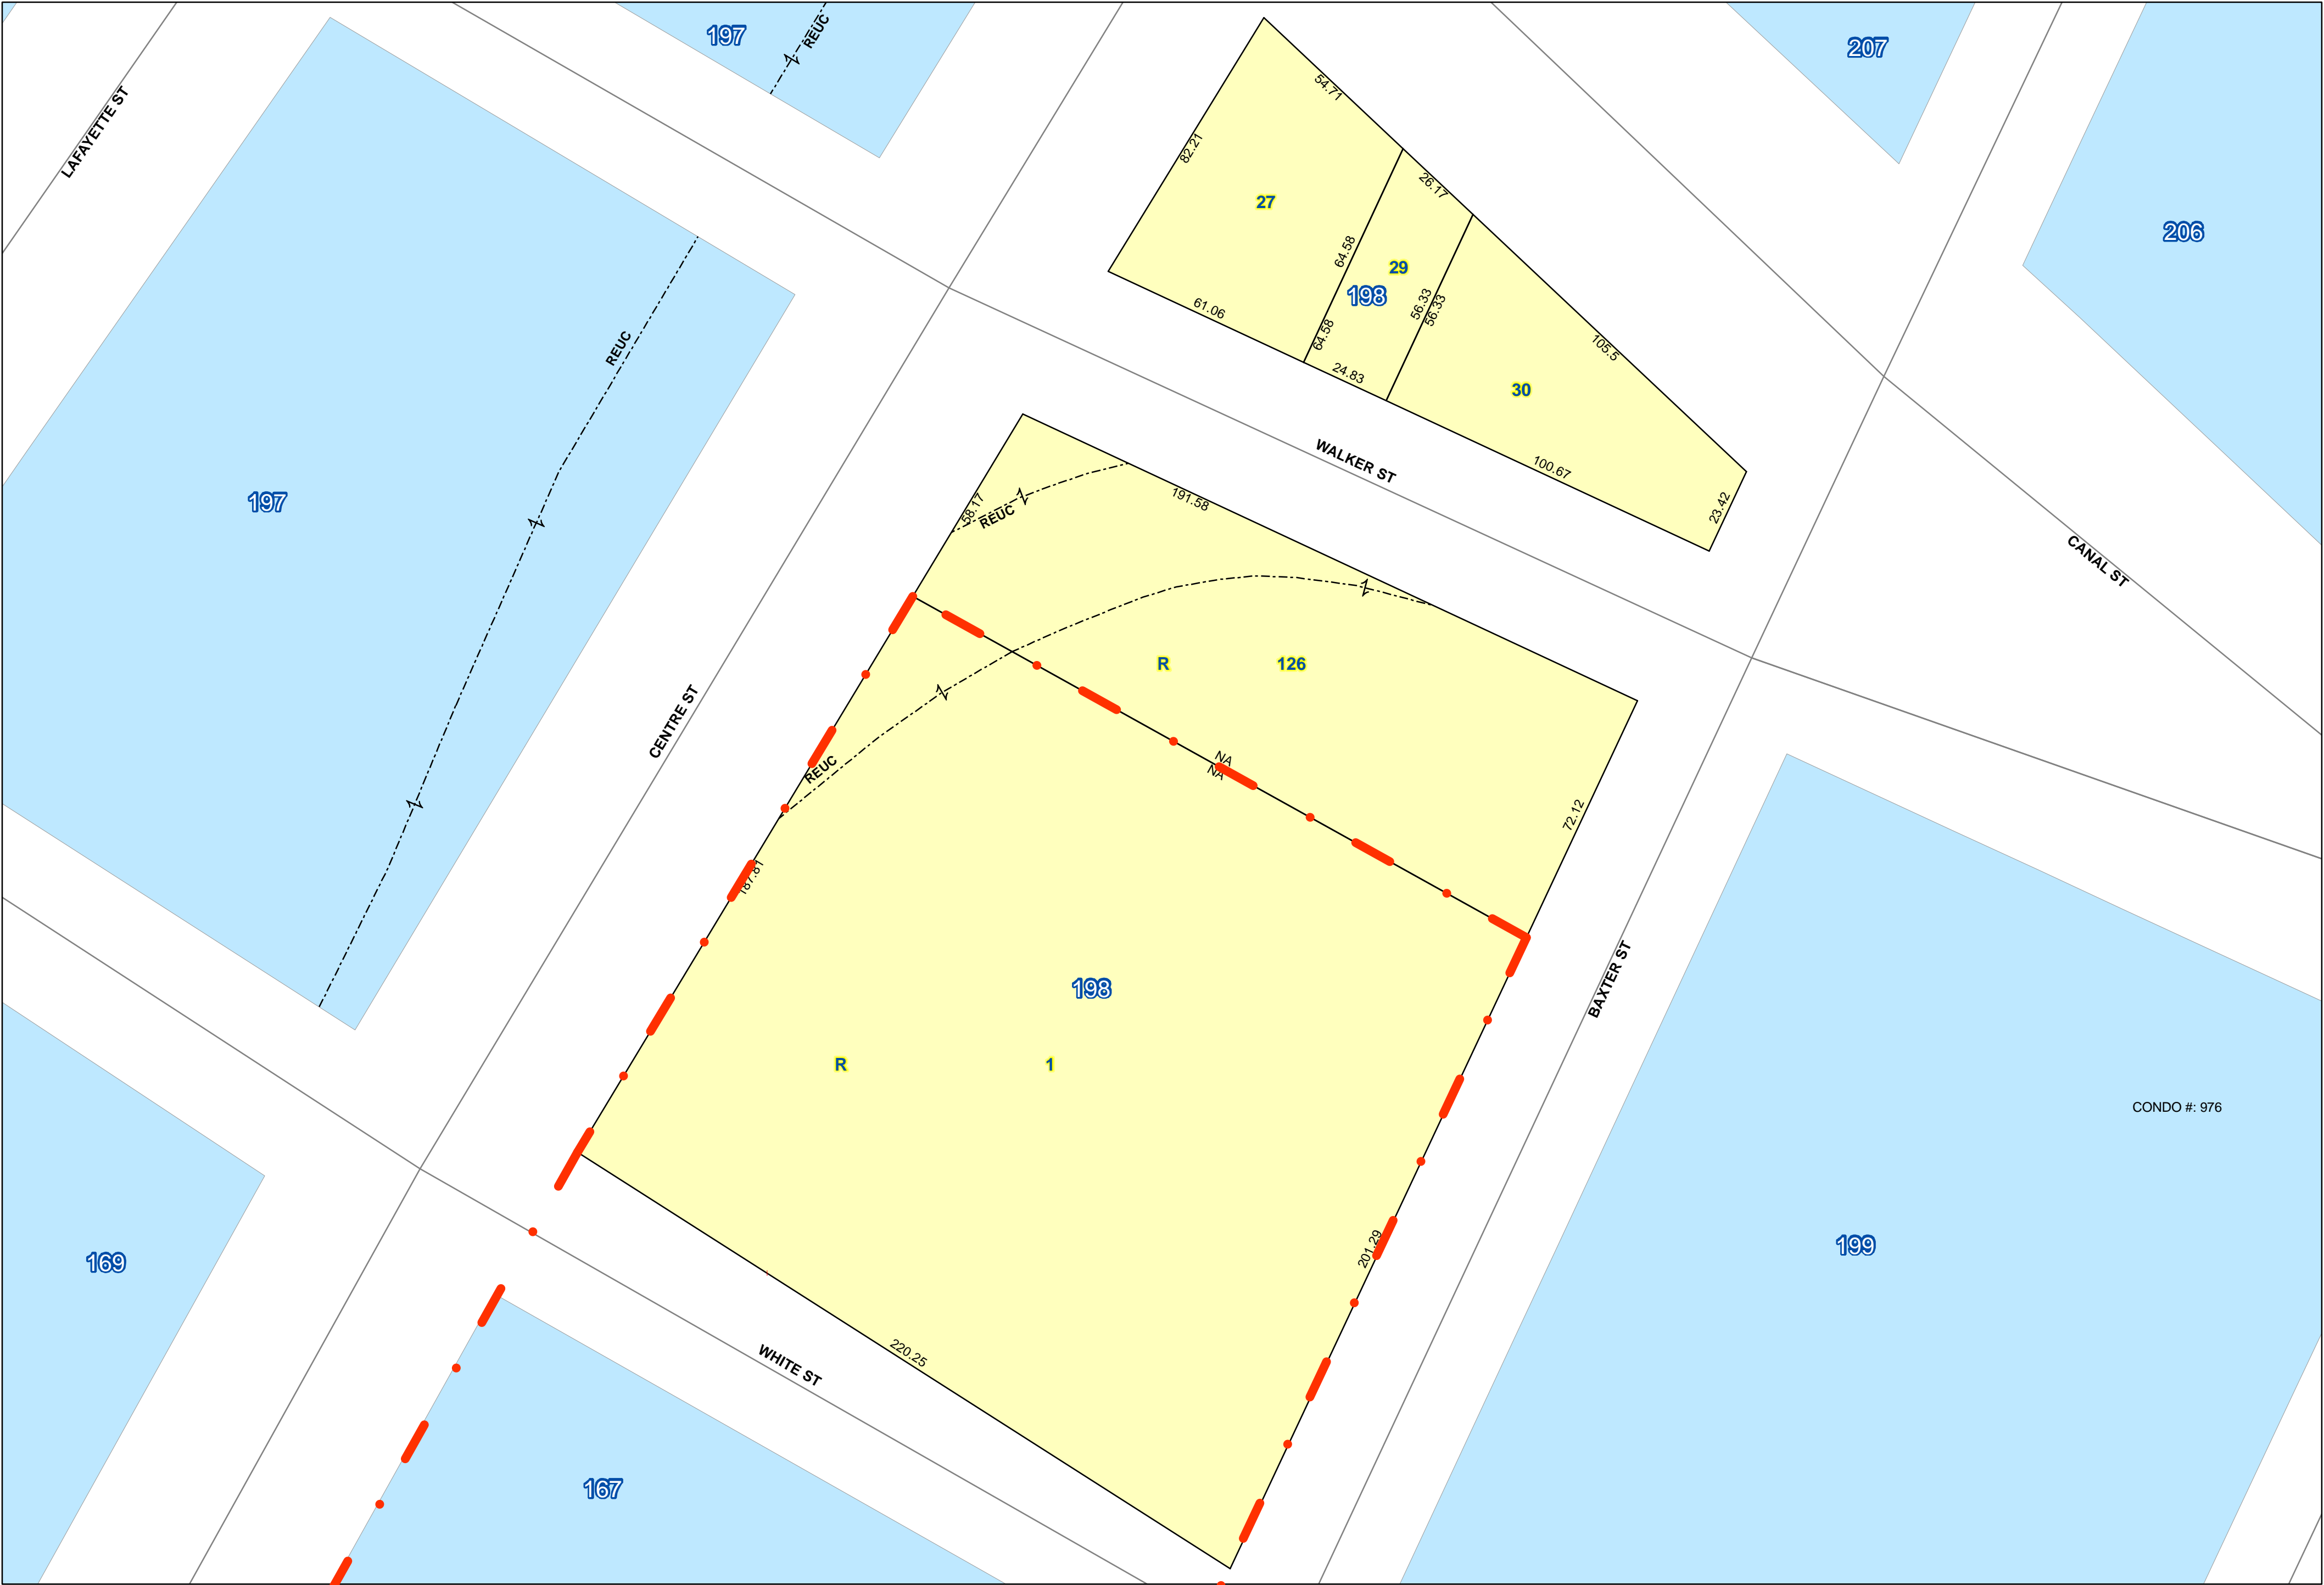 197
REUC
207
LAFAYETTE ST
54.71
82.21
26.17
27
206
64.58
29
198
56.33
56.33
61.06
64.58
105.5
REUC
24.83
30
WALKER ST
100.67
197
191.58
58.17
REUC
23.42
CANAL ST
R
126
CENTRE ST
NA
NA
REUC
72.12
187.81
198
BAXTER ST
R
1
CONDO #: 976
169
201.29
199
220.25
WHITE ST
167